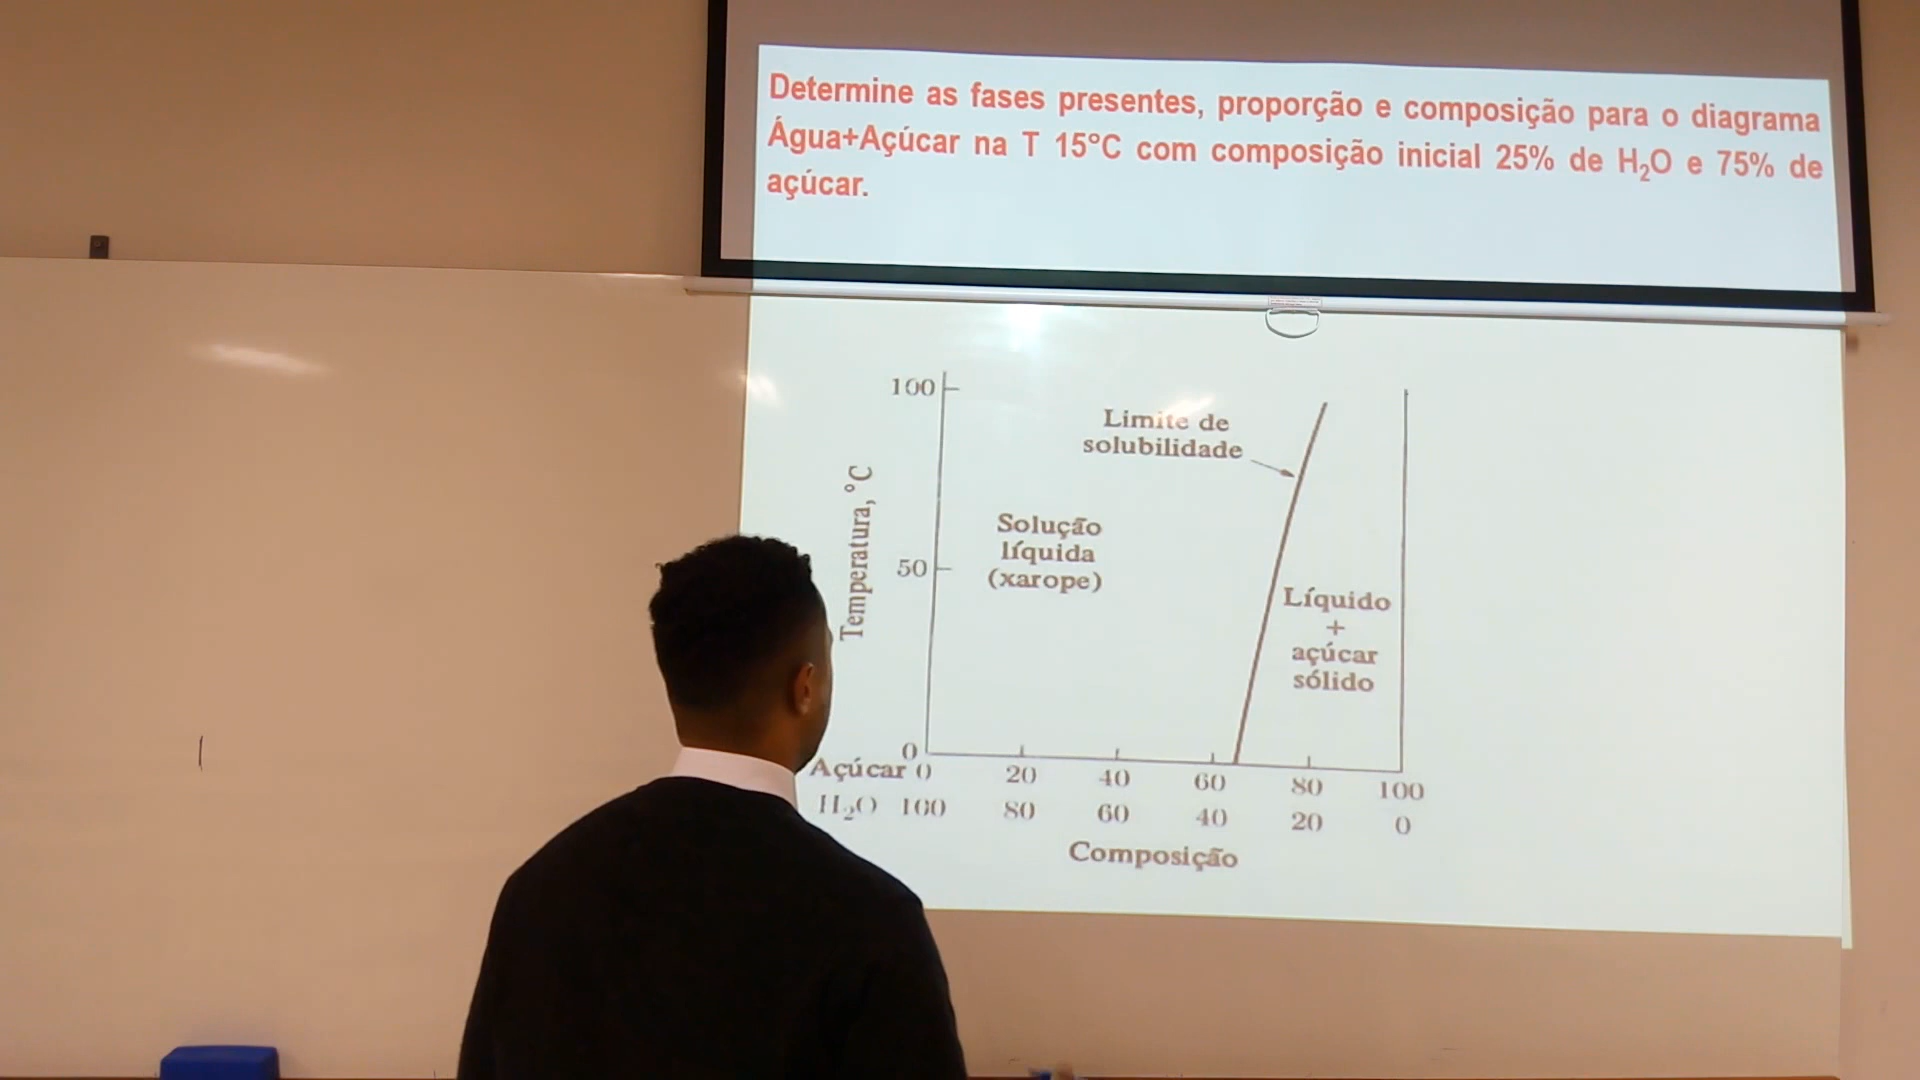 Determine as fases presentes, proporção e composição para o diagrama
Água+Açúcar na T 15°C com composição inicial 25% de H₂O e 75% de
açúcar.
100
Limite de
solubilidade
Temperatura, °C
Solução
líquida
(xarope)
50
Líquido
+
açúcar
sólido
0
Açúcar 0 20 40 60 80 100
H₂O 100 80 60 40 20 0
Composição